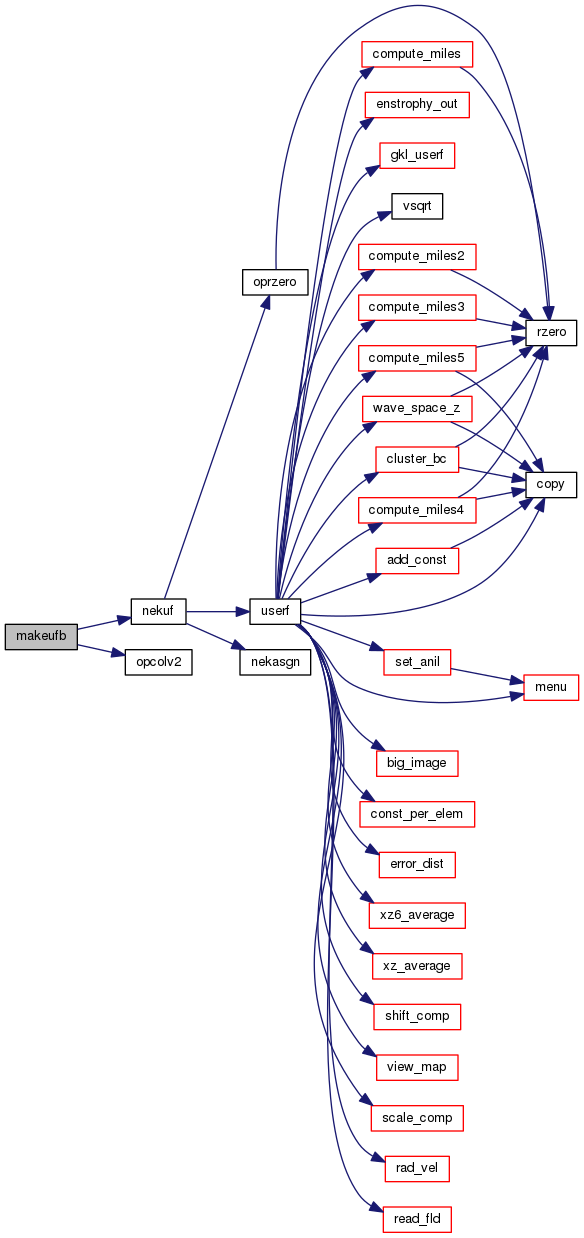 compute_miles
enstrophy_out
gkl_userf
vsqrt
compute_miles2
oprzero
compute_miles3
rzero
compute_miles5
wave_space_z
cluster_bc
copy
compute_miles4
add_const
nekuf
userf
makeufb
opcolv2
nekasgn
set_anil
menu
big_image
const_per_elem
error_dist
xz6_average
xz_average
shift_comp
view_map
scale_comp
rad_vel
read_fld